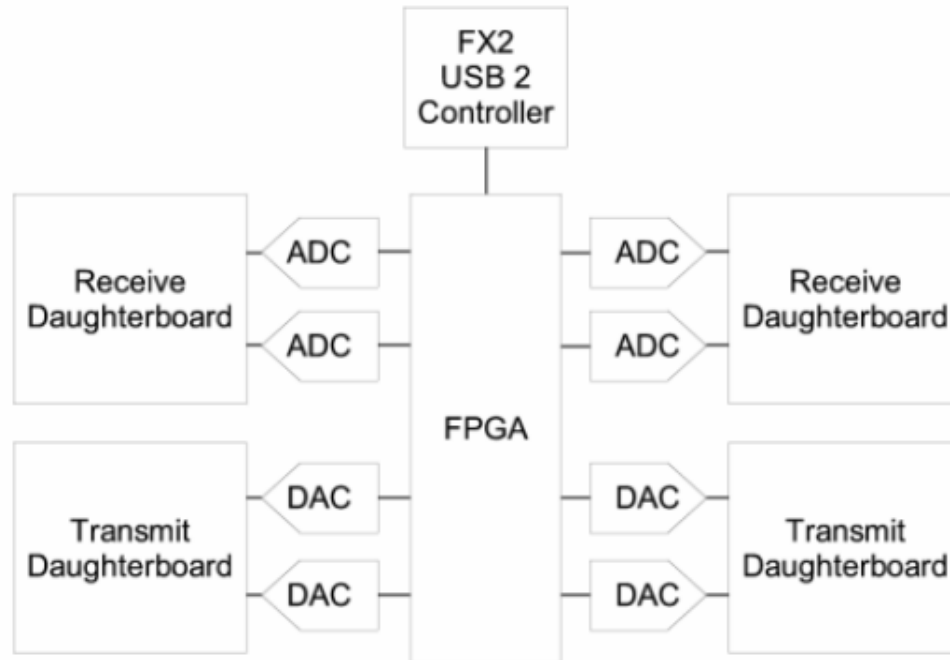 FX2
USB 2
Controller
Receive
Daughterboard
ADC
ADC
ADC
ADC
Receive
Daughterboard
FPGA
Transmit
Daughterboard
DAC
DAC
DAC
DAC
Transmit
Daughterboard